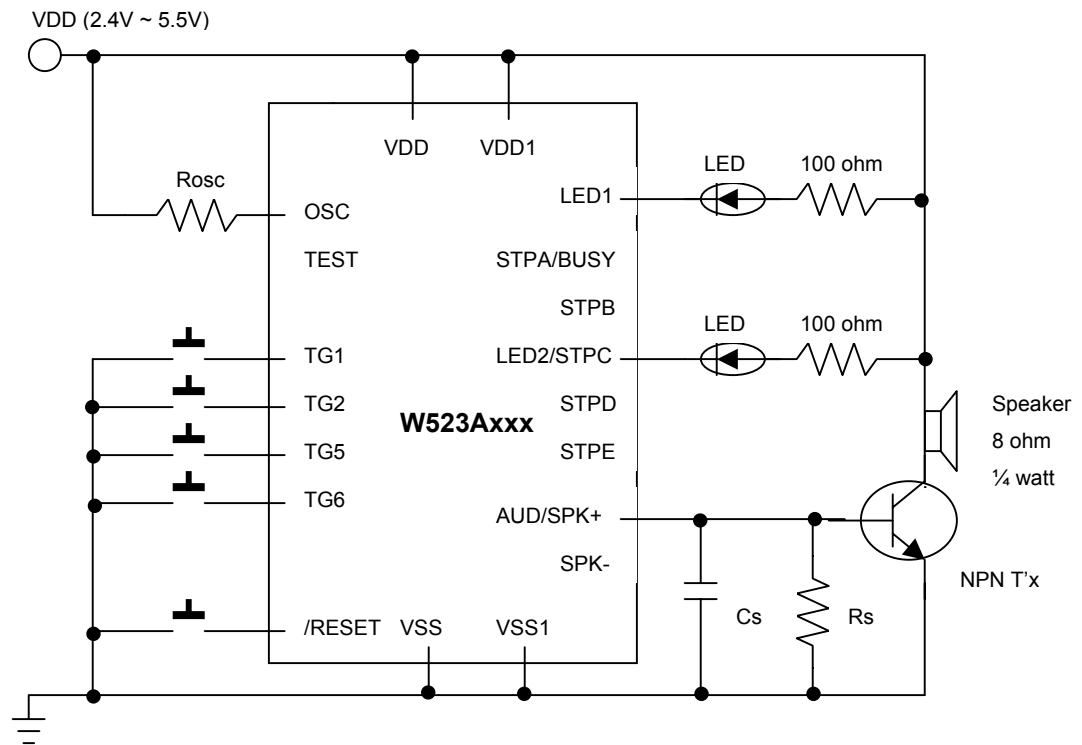 VDD (2.4V ~ 5.5V)
VDD VDD1
Rosc
LED 100 ohm
OSC
LED1
TEST
STPA/BUSY
STPB
LED 100 ohm
TG1
LED2/STPC
TG2
STPD
W523Axxx
TG5
STPE
TG6
Speaker
8 ohm
¼ watt
AUD/SPK+
SPK-
NPN T’x
Cs Rs
/RESET VSS VSS1